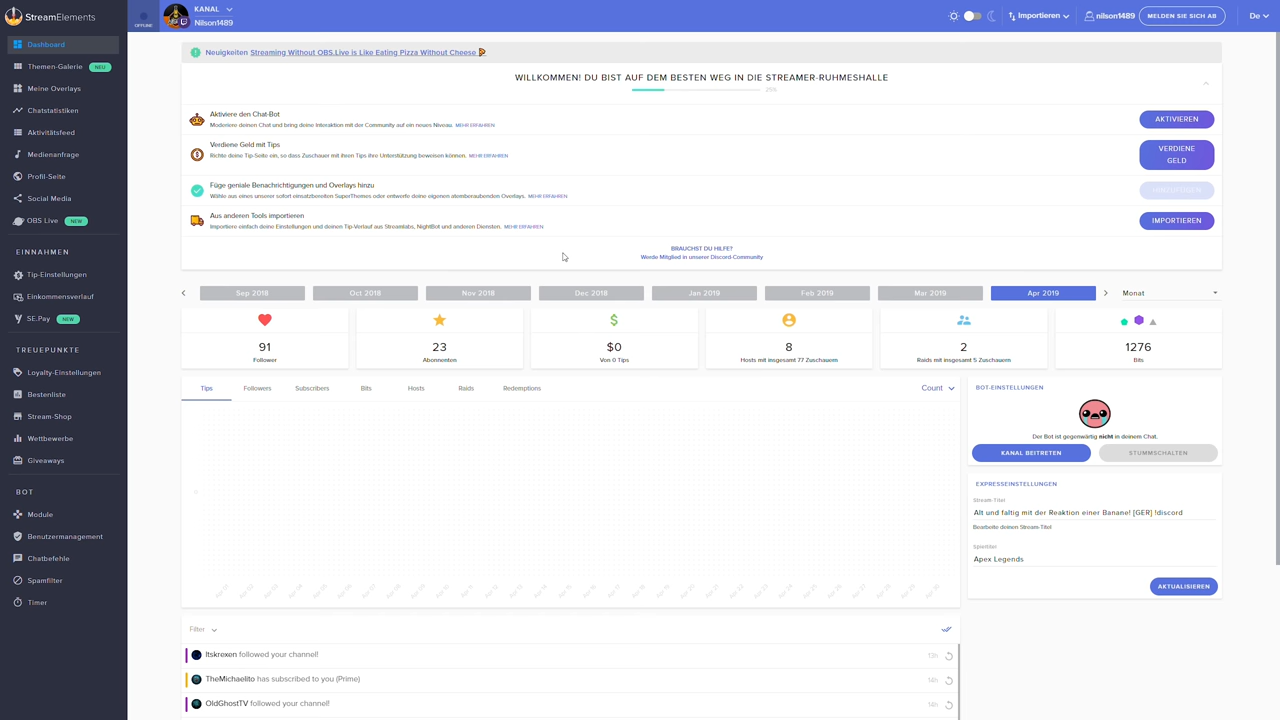 StreamElements
OFFLINE
KANAL
Nilson1489
Importieren
nilson1489
MELDEN SIE SICH AB
De
Dashboard
Themen-Galerie NEU
Meine Overlays
Chatstatistiken
Aktivitätsfeed
Medienanfrage
Profil-Seite
Social Media
OBS Live NEW
EINNAHMEN
Tip-Einstellungen
Einkommensverlauf
SE.Pay NEW
TREUEPUNKTE
Loyalty-Einstellungen
Bestenliste
Stream-Shop
Wettbewerbe
Giveaways
BOT
Module
Benutzermanagement
Chatbefehle
Spamfilter
Timer
Neuigkeiten Streaming Without OBS.Live is Like Eating Pizza Without Cheese
WILLKOMMEN! DU BIST AUF DEM BESTEN WEG IN DIE STREAMER-RUHMESHALLE
25%
Aktiviere den Chat-Bot
Moderiere deinen Chat und bring deine Interaktion mit der Community auf ein neues Niveau. MEHR ERFAHREN
AKTIVIEREN
Verdiene Geld mit Tips
Richte deine Tip-Seite ein, so dass Zuschauer mit ihren Tips ihre Unterstützung beweisen können. MEHR ERFAHREN
VERDIENE
GELD
Füge geniale Benachrichtigungen und Overlays hinzu
Wähle aus eines unserer sofort einsatzbereiten SuperThemes oder entwerfe deine eigenen atemberaubenden Overlays. MEHR ERFAHREN
HINZUFÜGEN
Aus anderen Tools importieren
Importiere einfach deine Einstellungen und deinen Tip-Verlauf aus Streamlabs, NightBot und anderen Diensten. MEHR ERFAHREN
IMPORTIEREN
BRAUCHST DU HILFE?
Werde Mitglied in unserer Discord-Community
Sep 2018 Oct 2018 Nov 2018 Dec 2018 Jan 2019 Feb 2019 Mar 2019 Apr 2019 Monat
91
Follower
23
Abonnenten
$0
Von 0 Tips
8
Hosts mit insgesamt 77 Zuschauern
2
Raids mit insgesamt 5 Zuschauern
1276
Bits
Tips Followers Subscribers Bits Hosts Raids Redemptions Count
BOT-EINSTELLUNGEN
Der Bot ist gegenwärtig nicht in deinem Chat.
KANAL BEITRETEN STUMMSCHALTEN
EXPRESSEINSTELLUNGEN
Stream-Titel
Alt und faltig mit der Reaktion einer Banane! [GER] !discord
Bearbeite deinen Stream-Titel
Spieltitel
Apex Legends
AKTUALISIEREN
Filter
Itskrexen followed your channel! 13h
TheMichaelito has subscribed to you (Prime) 14h
OldGhostTV followed your channel! 14h